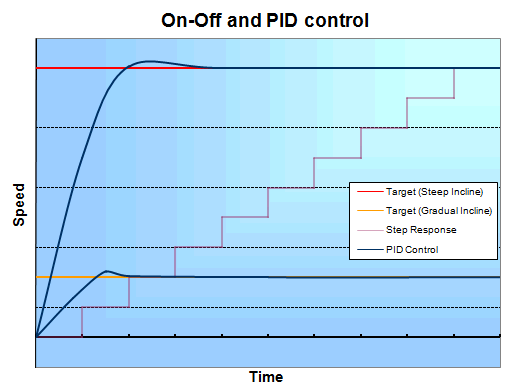 On-Off and PID control
Speed
Target (Steep Incline)
Target (Gradual Incline)
Step Response
PID Control
Time